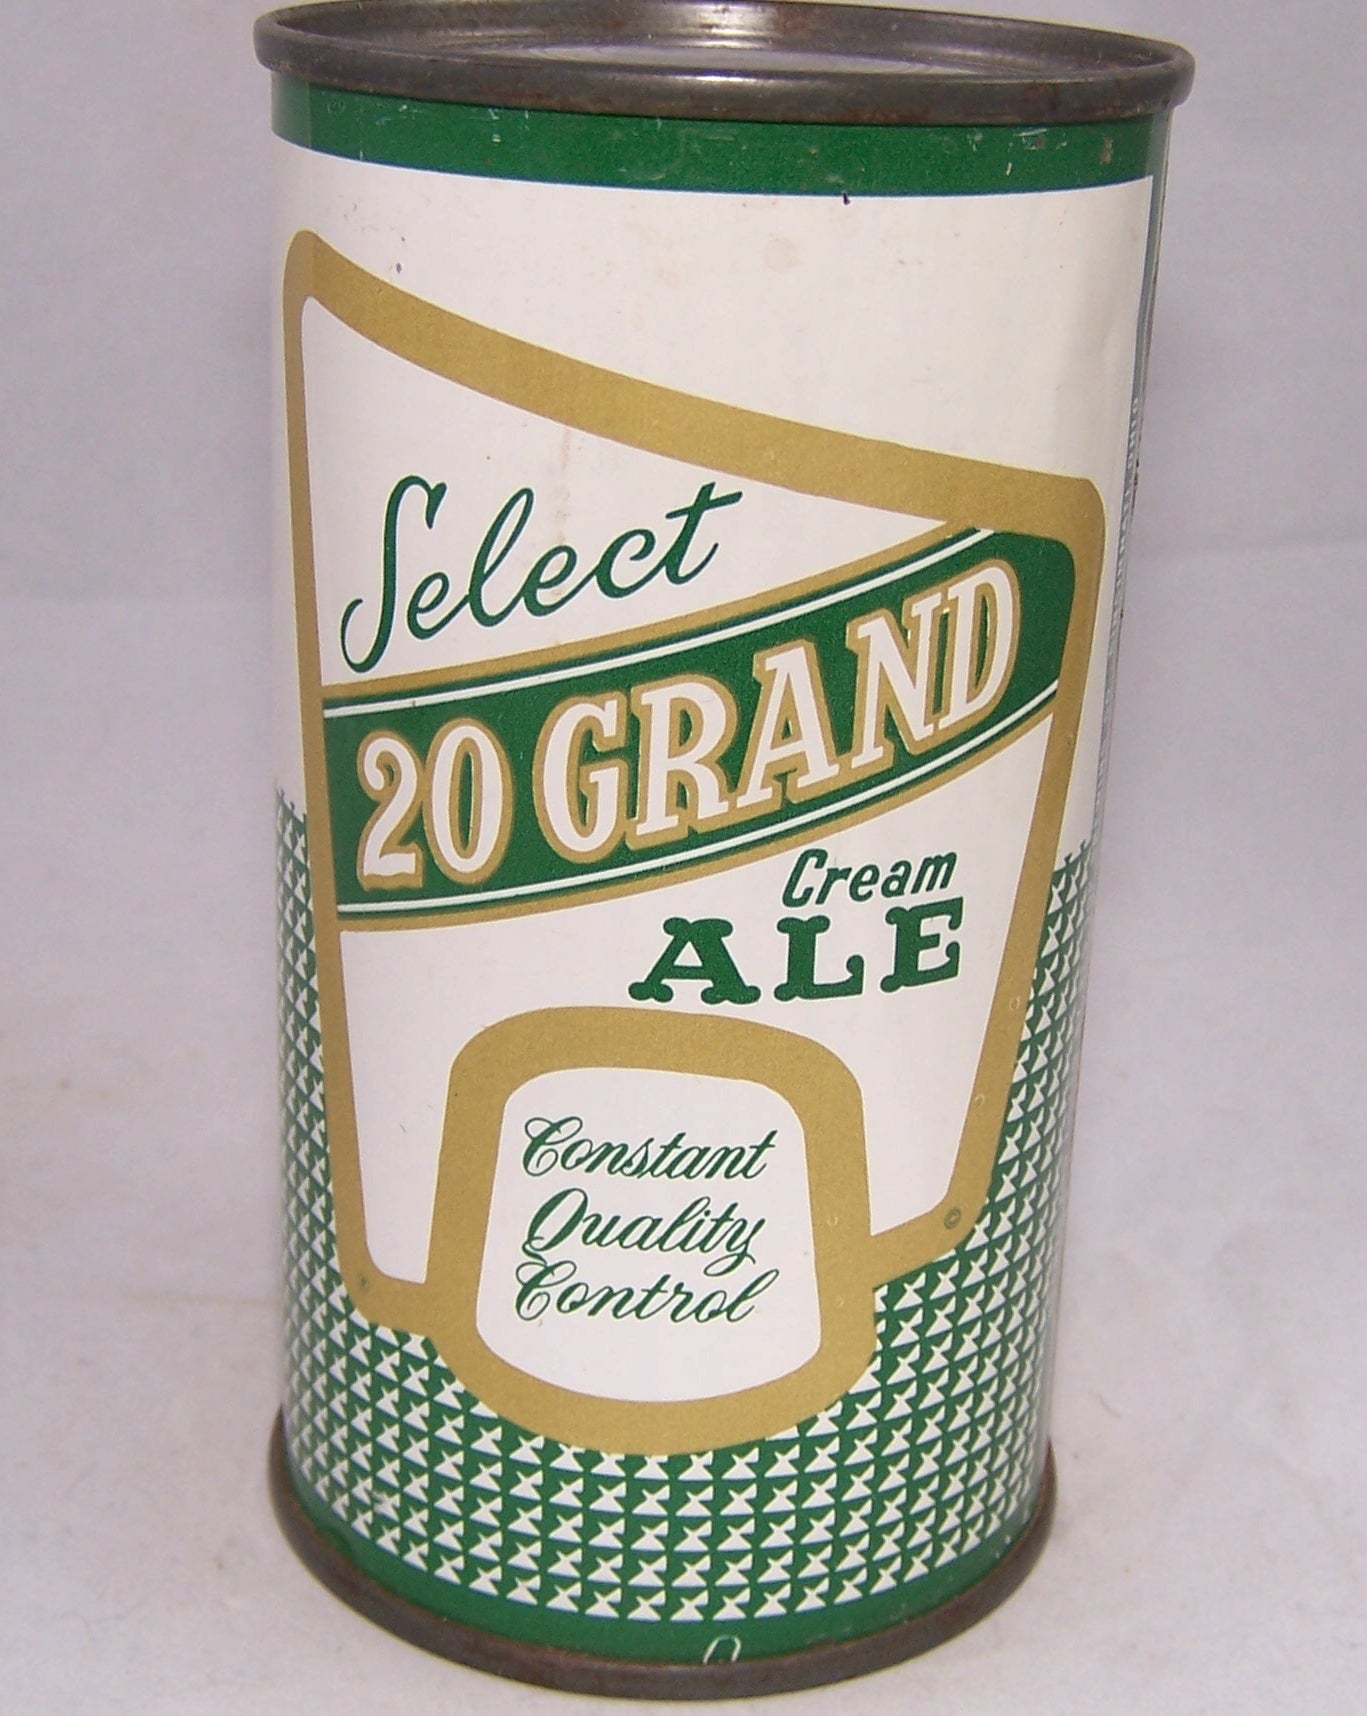 Select
20 GRAND
Cream
ALE
Constant
Quality
Control
©